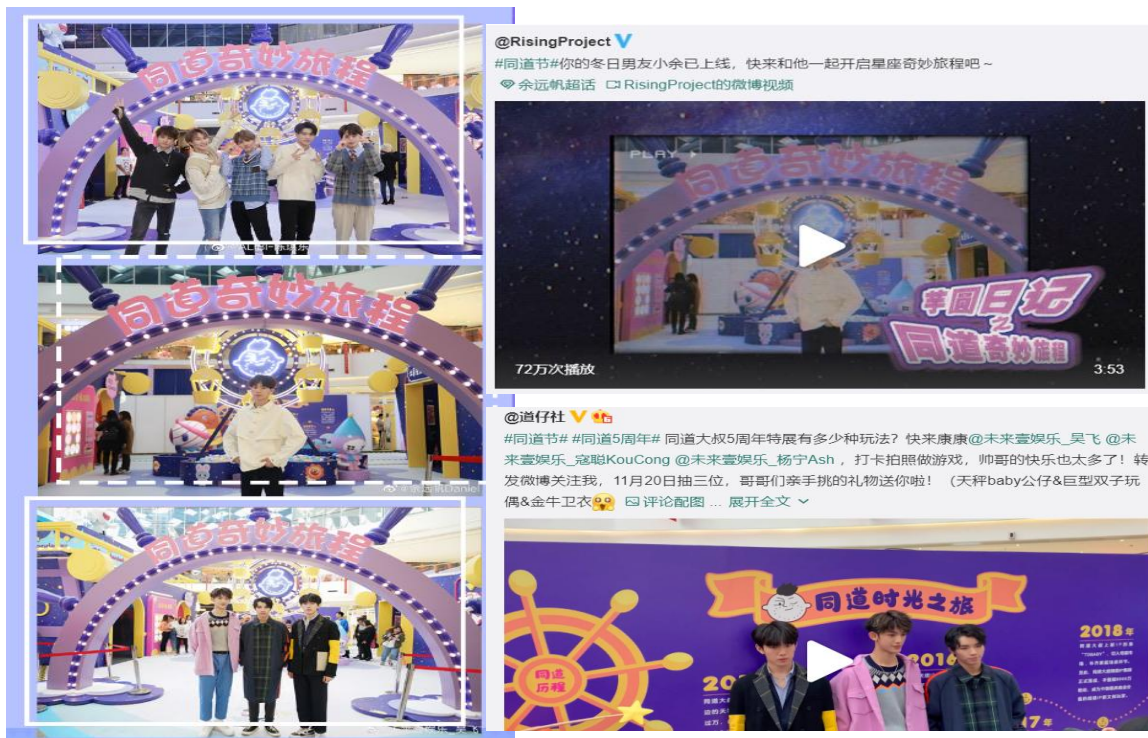 同道奇妙旅程
同道奇妙旅程
同道奇妙旅程
@RisingProject
#同道节#你的冬日男友小余已上线，快来和他一起开启星座奇妙旅程吧～
余远帆超话 RisingProject的微博视频
PLAY
同道奇妙旅程
芋圆日记
之
同道奇妙旅程
72万次播放
3:53
@道仔社
#同道节# #同道5周年# 同道大叔5周年特展有多少种玩法？快来康康@未来壹娱乐_吴飞 @未
来壹娱乐_寇聪KouCong @未来壹娱乐_杨宁Ash ，打卡拍照做游戏，帅哥的快乐也太多了！转
发微博关注我，11月20日抽三位，哥哥们亲手挑的礼物送你啦！（天秤baby公仔&巨型双子玩
偶&金牛卫衣 评论配图 ... 展开全文
同道时光之旅
同道
历程
2018年
2016